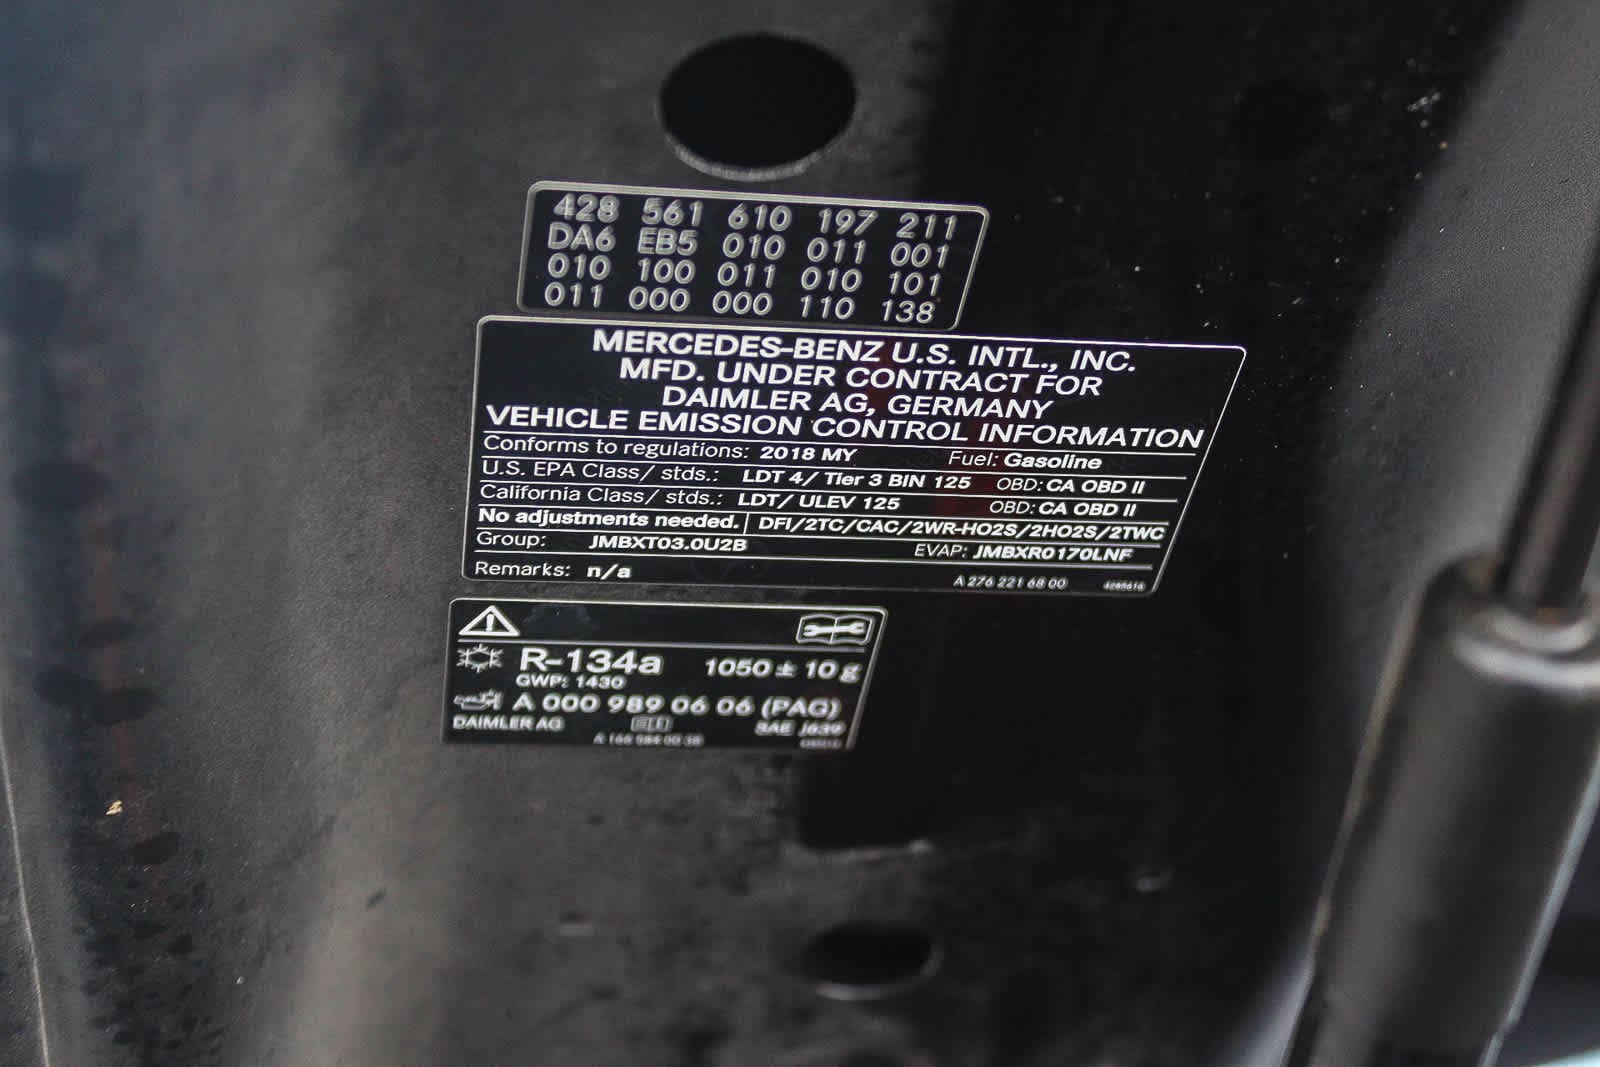 428 561 610 197 211
DA6 EB5 010 011 001
010 100 011 010 101
011 000 000 110 138
MERCEDES-BENZ U.S. INTL., INC.
MFD. UNDER CONTRACT FOR
DAIMLER AG, GERMANY
VEHICLE EMISSION CONTROL INFORMATION
Conforms to regulations: 2018 MY Fuel: Gasoline
U.S. EPA Class/ stds.: LDT 4/ Tier 3 BIN 125 OBD: CA OBD II
California Class/ stds.: LDT/ ULEV 125 OBD: CA OBD II
No adjustments needed. DFI/2TC/CAC/2WR-HO2S/2HO2S/2TWC
Group: JMBXT03.0U2B EVAP: JMBXR0170LNF
Remarks: n/a A 276 221 68 00 4285616
R-134a 1050 ± 10 g
GWP: 1430
A 000 989 06 06 (PAG)
DAIMLER AG SAE J639
A 166 584 00 38